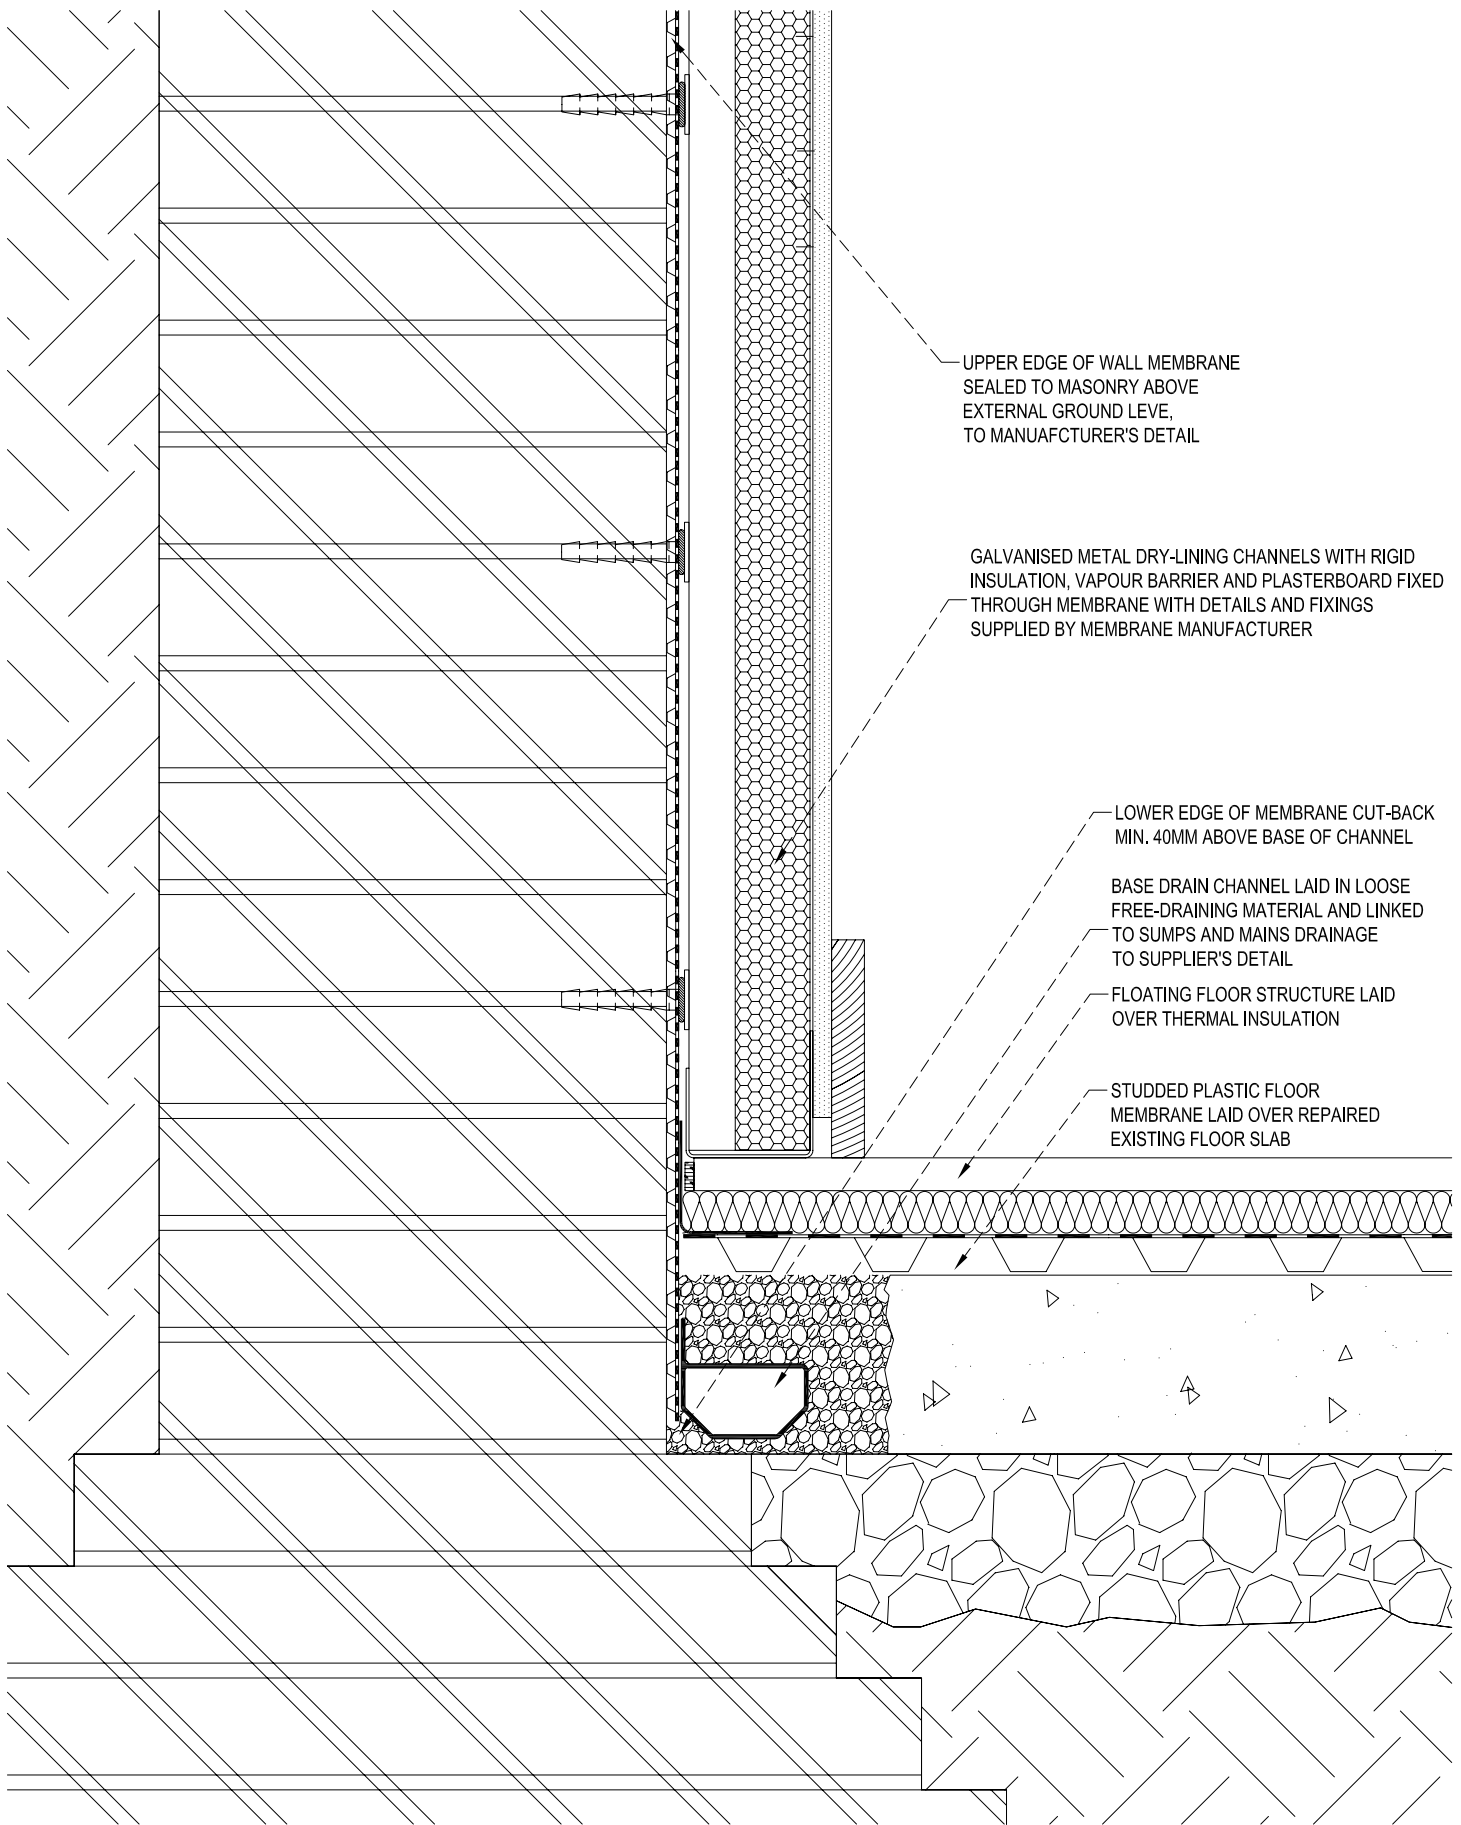 UPPER EDGE OF WALL MEMBRANE
SEALED TO MASONRY ABOVE
EXTERNAL GROUND LEVE,
TO MANUAFCTURER'S DETAIL
GALVANISED METAL DRY-LINING CHANNELS WITH RIGID
INSULATION, VAPOUR BARRIER AND PLASTERBOARD FIXED
THROUGH MEMBRANE WITH DETAILS AND FIXINGS
SUPPLIED BY MEMBRANE MANUFACTURER
LOWER EDGE OF MEMBRANE CUT-BACK
MIN. 40MM ABOVE BASE OF CHANNEL
BASE DRAIN CHANNEL LAID IN LOOSE
FREE-DRAINING MATERIAL AND LINKED
TO SUMPS AND MAINS DRAINAGE
TO SUPPLIER'S DETAIL
FLOATING FLOOR STRUCTURE LAID
OVER THERMAL INSULATION
STUDDED PLASTIC FLOOR
MEMBRANE LAID OVER REPAIRED
EXISTING FLOOR SLAB